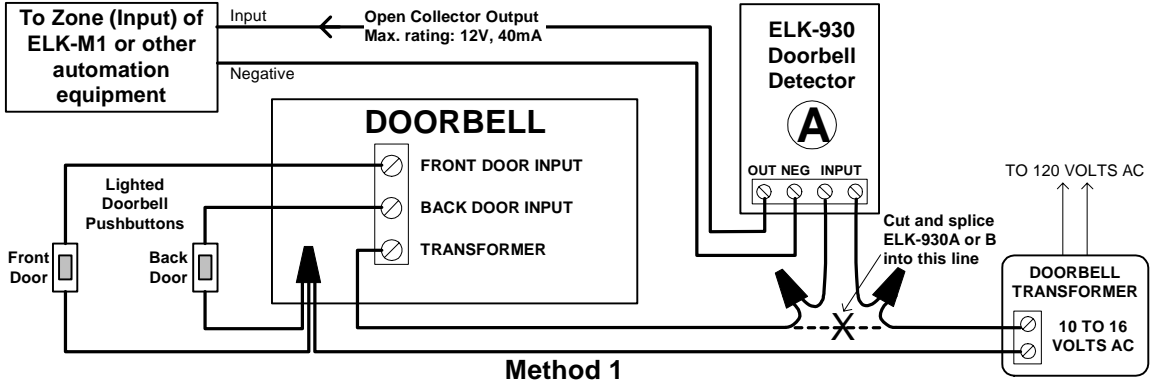 To Zone (Input) of
ELK-M1 or other
automation
equipment
Input
Negative
Open Collector Output
Max. rating: 12V, 40mA
ELK-930
Doorbell
Detector
A
OUT NEG INPUT
DOORBELL
FRONT DOOR INPUT
BACK DOOR INPUT
TRANSFORMER
Lighted
Doorbell
Pushbuttons
Front
Door
Back
Door
Cut and splice
ELK-930A or B
into this line
X
TO 120 VOLTS AC
DOORBELL
TRANSFORMER
10 TO 16
VOLTS AC
Method 1